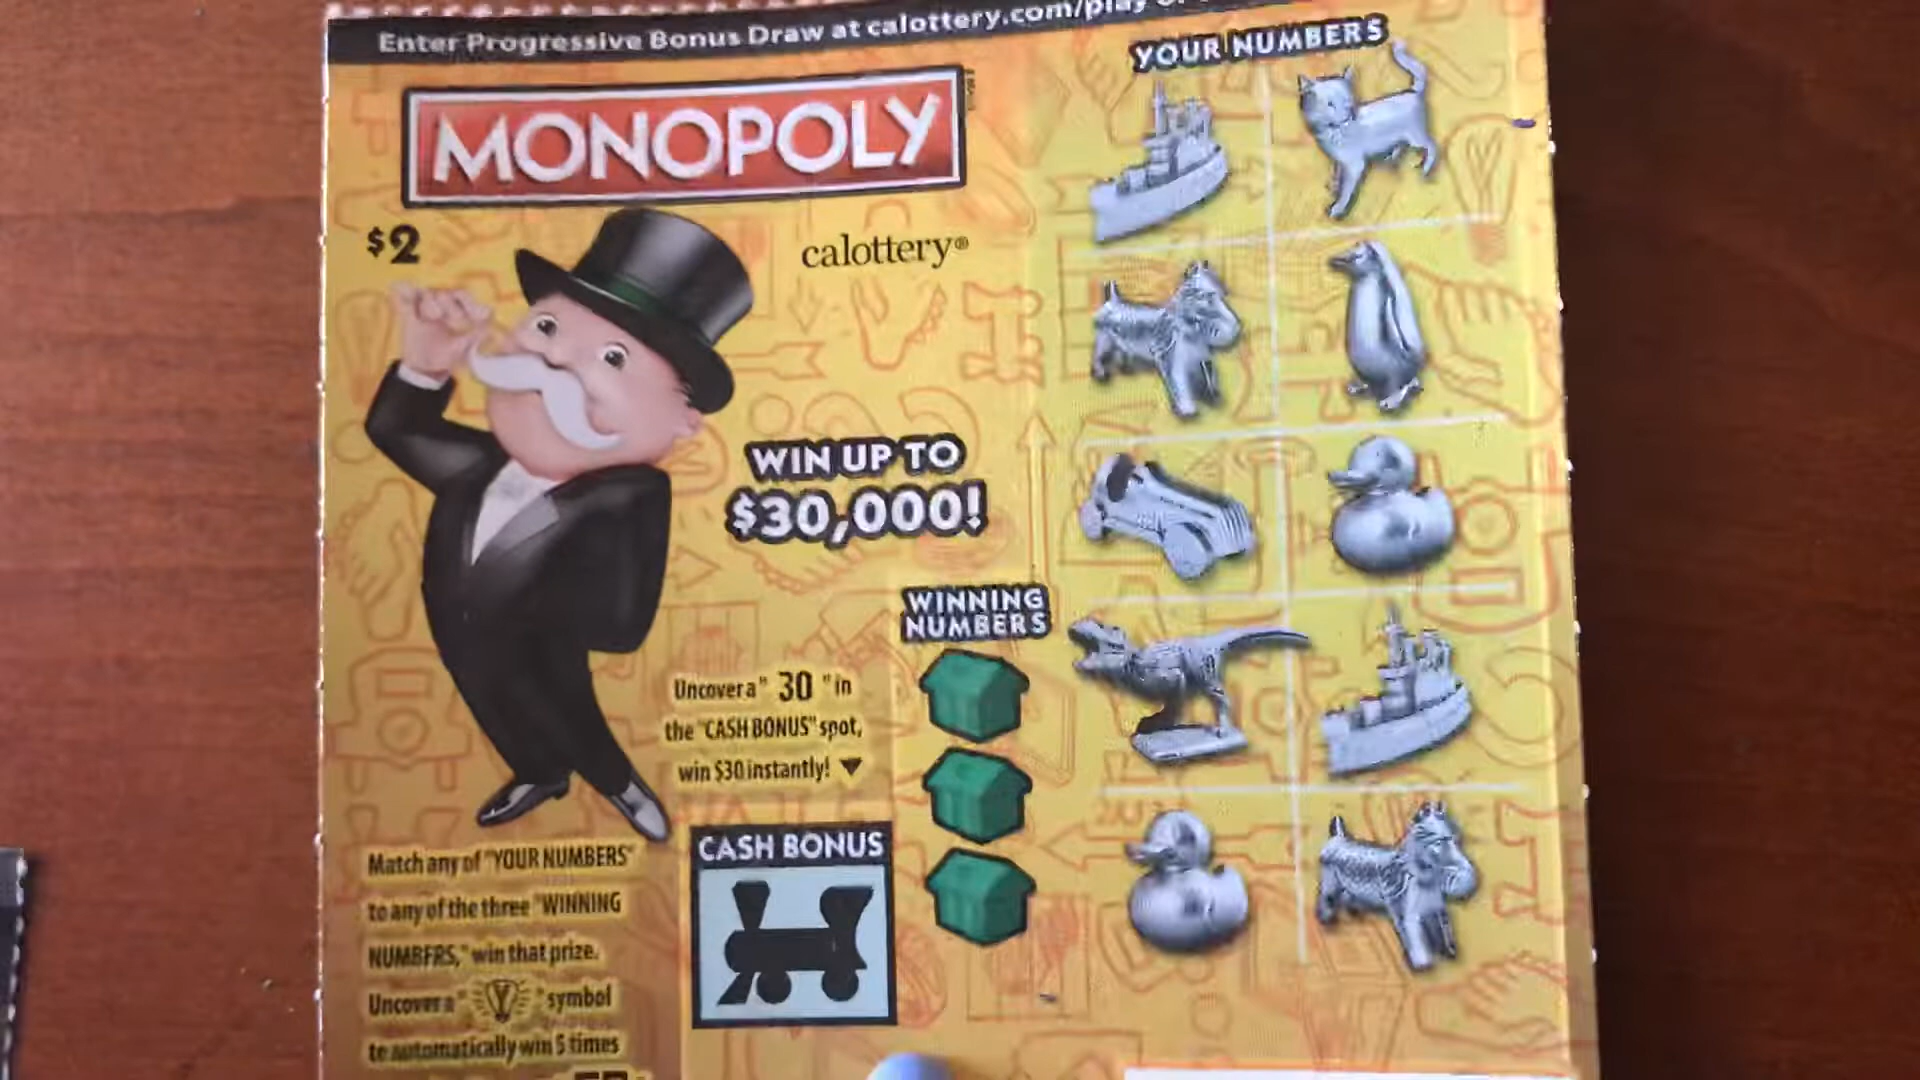 Enter Progressive Bonus Draw at calottery.com/play
YOUR NUMBERS
MONOPOLY
$2
calottery®
WIN UP TO
$30,000!
WINNING
NUMBERS
Uncover a " 30 " in
the "CASH BONUS" spot,
win $30 instantly! ▼
CASH BONUS
Match any of "YOUR NUMBERS"
to any of the three "WINNING
NUMBERS," win that prize.
Uncover a " " symbol
to automatically win 5 times